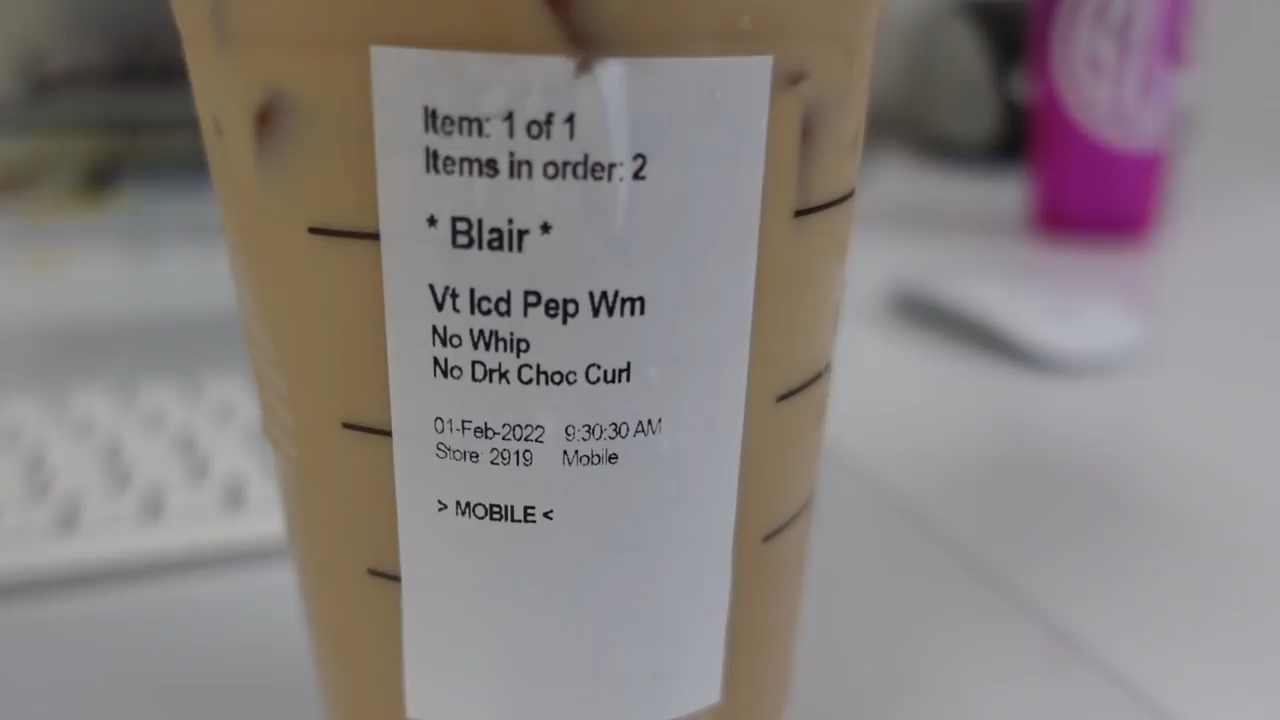 Item: 1 of 1
Items in order: 2
* Blair *
Vt Icd Pep Wm
No Whip
No Drk Choc Curl
01-Feb-2022 9:30:30 AM
Store: 2919 Mobile
> MOBILE <